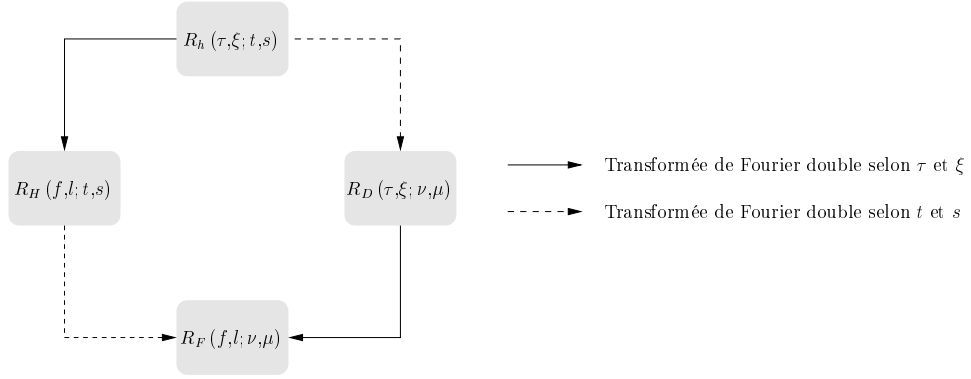 R_h (τ,ξ; t,s)
R_H (f,l; t,s)
R_D (τ,ξ; ν,μ)
R_F (f,l; ν,μ)
Transformée de Fourier double selon τ et ξ
Transformée de Fourier double selon t et s